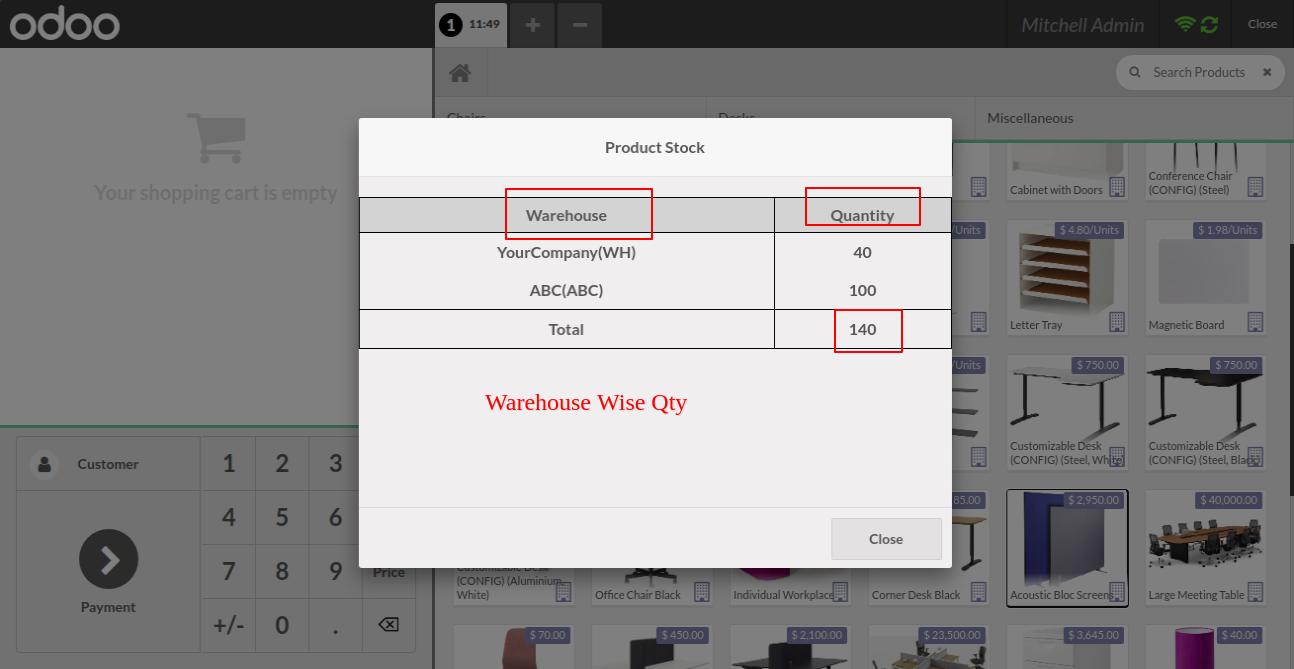 odoo
1 11:49
Mitchell Admin
Close
Search Products
Chairs
Desks
Miscellaneous
Your shopping cart is empty
Product Stock
Warehouse
Quantity
YourCompany(WH)
40
ABC(ABC)
100
Total
140
Warehouse Wise Qty
Close
Cabinet with Doors
Conference Chair
(CONFIG) (Steel)
/Units
$ 4.80/Units
$ 1.98/Units
Letter Tray
Magnetic Board
/Units
$ 750.00
$ 750.00
Customizable Desk
(CONFIG) (Steel, White)
Customizable Desk
(CONFIG) (Steel, Black)
85.00
$ 2,950.00
$ 40,000.00
Customizable Desk
(CONFIG) (Aluminium,
White)
Office Chair Black
Individual Workplace
Corner Desk Black
Acoustic Bloc Screens
Large Meeting Table
$ 70.00
$ 450.00
$ 2,100.00
$ 23,500.00
$ 3,645.00
$ 40.00
Customer
Payment
1 2 3
4 5 6
7 8 9 Price
+/- 0 .